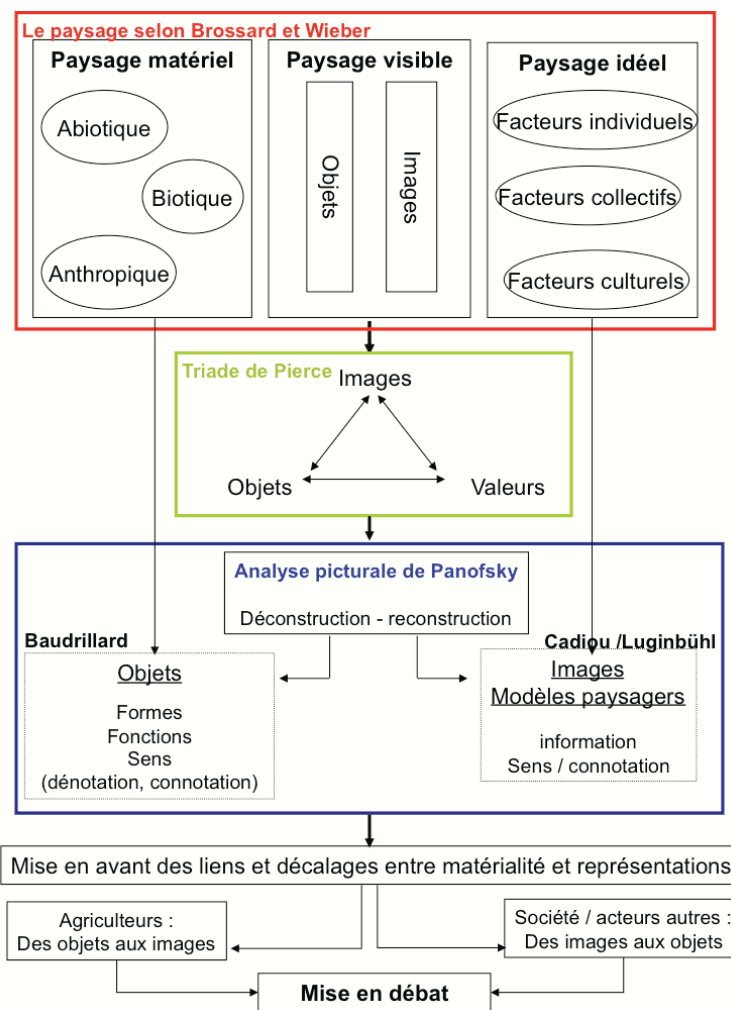 Le paysage selon Brossard et Wieber
Paysage matériel
Abiotique
Biotique
Anthropique
Paysage visible
Objets
Images
Paysage idéel
Facteurs individuels
Facteurs collectifs
Facteurs culturels
Triade de Pierce
Images
Objets
Valeurs
Analyse picturale de Panofsky
Déconstruction - reconstruction
Baudrillard
Objets
Formes
Fonctions
Sens
(dénotation, connotation)
Cadiou /Luginbühl
Images
Modèles paysagers
information
Sens / connotation
Mise en avant des liens et décalages entre matérialité et représentations
Agriculteurs :
Des objets aux images
Société / acteurs autres :
Des images aux objets
Mise en débat